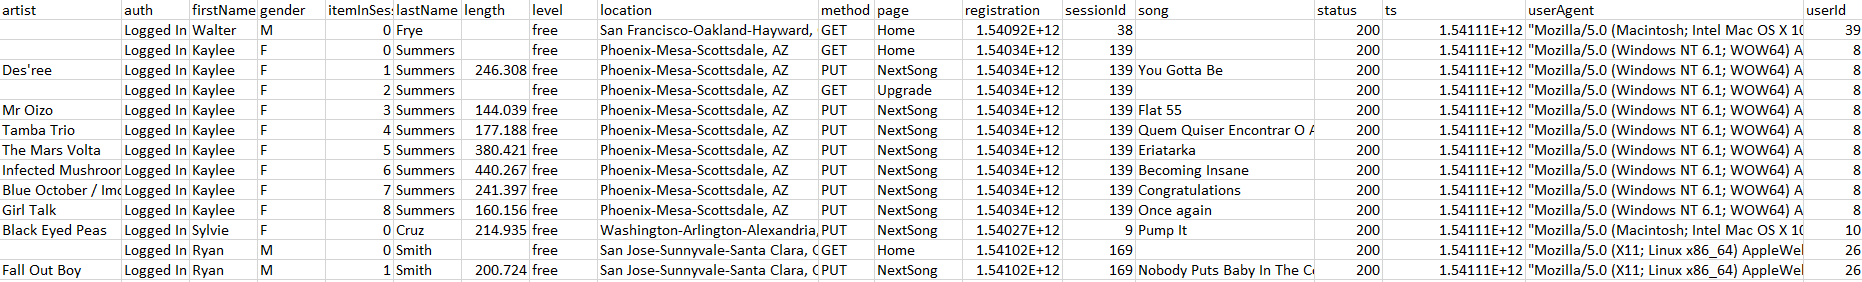 artist auth firstName gender itemInSes lastName length level location method page registration sessionId song status ts userAgent userId
Logged In Walter M 0 Frye free San Francisco-Oakland-Hayward, GET Home 1.54092E+12 38 200 1.54111E+12 "Mozilla/5.0 (Macintosh; Intel Mac OS X 10 39
Logged In Kaylee F 0 Summers free Phoenix-Mesa-Scottsdale, AZ GET Home 1.54034E+12 139 200 1.54111E+12 "Mozilla/5.0 (Windows NT 6.1; WOW64) A 8
Des'ree Logged In Kaylee F 1 Summers 246.308 free Phoenix-Mesa-Scottsdale, AZ PUT NextSong 1.54034E+12 139 You Gotta Be 200 1.54111E+12 "Mozilla/5.0 (Windows NT 6.1; WOW64) A 8
Logged In Kaylee F 2 Summers free Phoenix-Mesa-Scottsdale, AZ GET Upgrade 1.54034E+12 139 200 1.54111E+12 "Mozilla/5.0 (Windows NT 6.1; WOW64) A 8
Mr Oizo Logged In Kaylee F 3 Summers 144.039 free Phoenix-Mesa-Scottsdale, AZ PUT NextSong 1.54034E+12 139 Flat 55 200 1.54111E+12 "Mozilla/5.0 (Windows NT 6.1; WOW64) A 8
Tamba Trio Logged In Kaylee F 4 Summers 177.188 free Phoenix-Mesa-Scottsdale, AZ PUT NextSong 1.54034E+12 139 Quem Quiser Encontrar O A 200 1.54111E+12 "Mozilla/5.0 (Windows NT 6.1; WOW64) A 8
The Mars Volta Logged In Kaylee F 5 Summers 380.421 free Phoenix-Mesa-Scottsdale, AZ PUT NextSong 1.54034E+12 139 Eriatarka 200 1.54111E+12 "Mozilla/5.0 (Windows NT 6.1; WOW64) A 8
Infected Mushroor Logged In Kaylee F 6 Summers 440.267 free Phoenix-Mesa-Scottsdale, AZ PUT NextSong 1.54034E+12 139 Becoming Insane 200 1.54111E+12 "Mozilla/5.0 (Windows NT 6.1; WOW64) A 8
Blue October / Imo Logged In Kaylee F 7 Summers 241.397 free Phoenix-Mesa-Scottsdale, AZ PUT NextSong 1.54034E+12 139 Congratulations 200 1.54111E+12 "Mozilla/5.0 (Windows NT 6.1; WOW64) A 8
Girl Talk Logged In Kaylee F 8 Summers 160.156 free Phoenix-Mesa-Scottsdale, AZ PUT NextSong 1.54034E+12 139 Once again 200 1.54111E+12 "Mozilla/5.0 (Windows NT 6.1; WOW64) A 8
Black Eyed Peas Logged In Sylvie F 0 Cruz 214.935 free Washington-Arlington-Alexandria, PUT NextSong 1.54027E+12 9 Pump It 200 1.54111E+12 "Mozilla/5.0 (Macintosh; Intel Mac OS X 10 10
Logged In Ryan M 0 Smith free San Jose-Sunnyvale-Santa Clara, C GET Home 1.54102E+12 169 200 1.54111E+12 "Mozilla/5.0 (X11; Linux x86_64) AppleWel 26
Fall Out Boy Logged In Ryan M 1 Smith 200.724 free San Jose-Sunnyvale-Santa Clara, C PUT NextSong 1.54102E+12 169 Nobody Puts Baby In The Co 200 1.54111E+12 "Mozilla/5.0 (X11; Linux x86_64) AppleWel 26